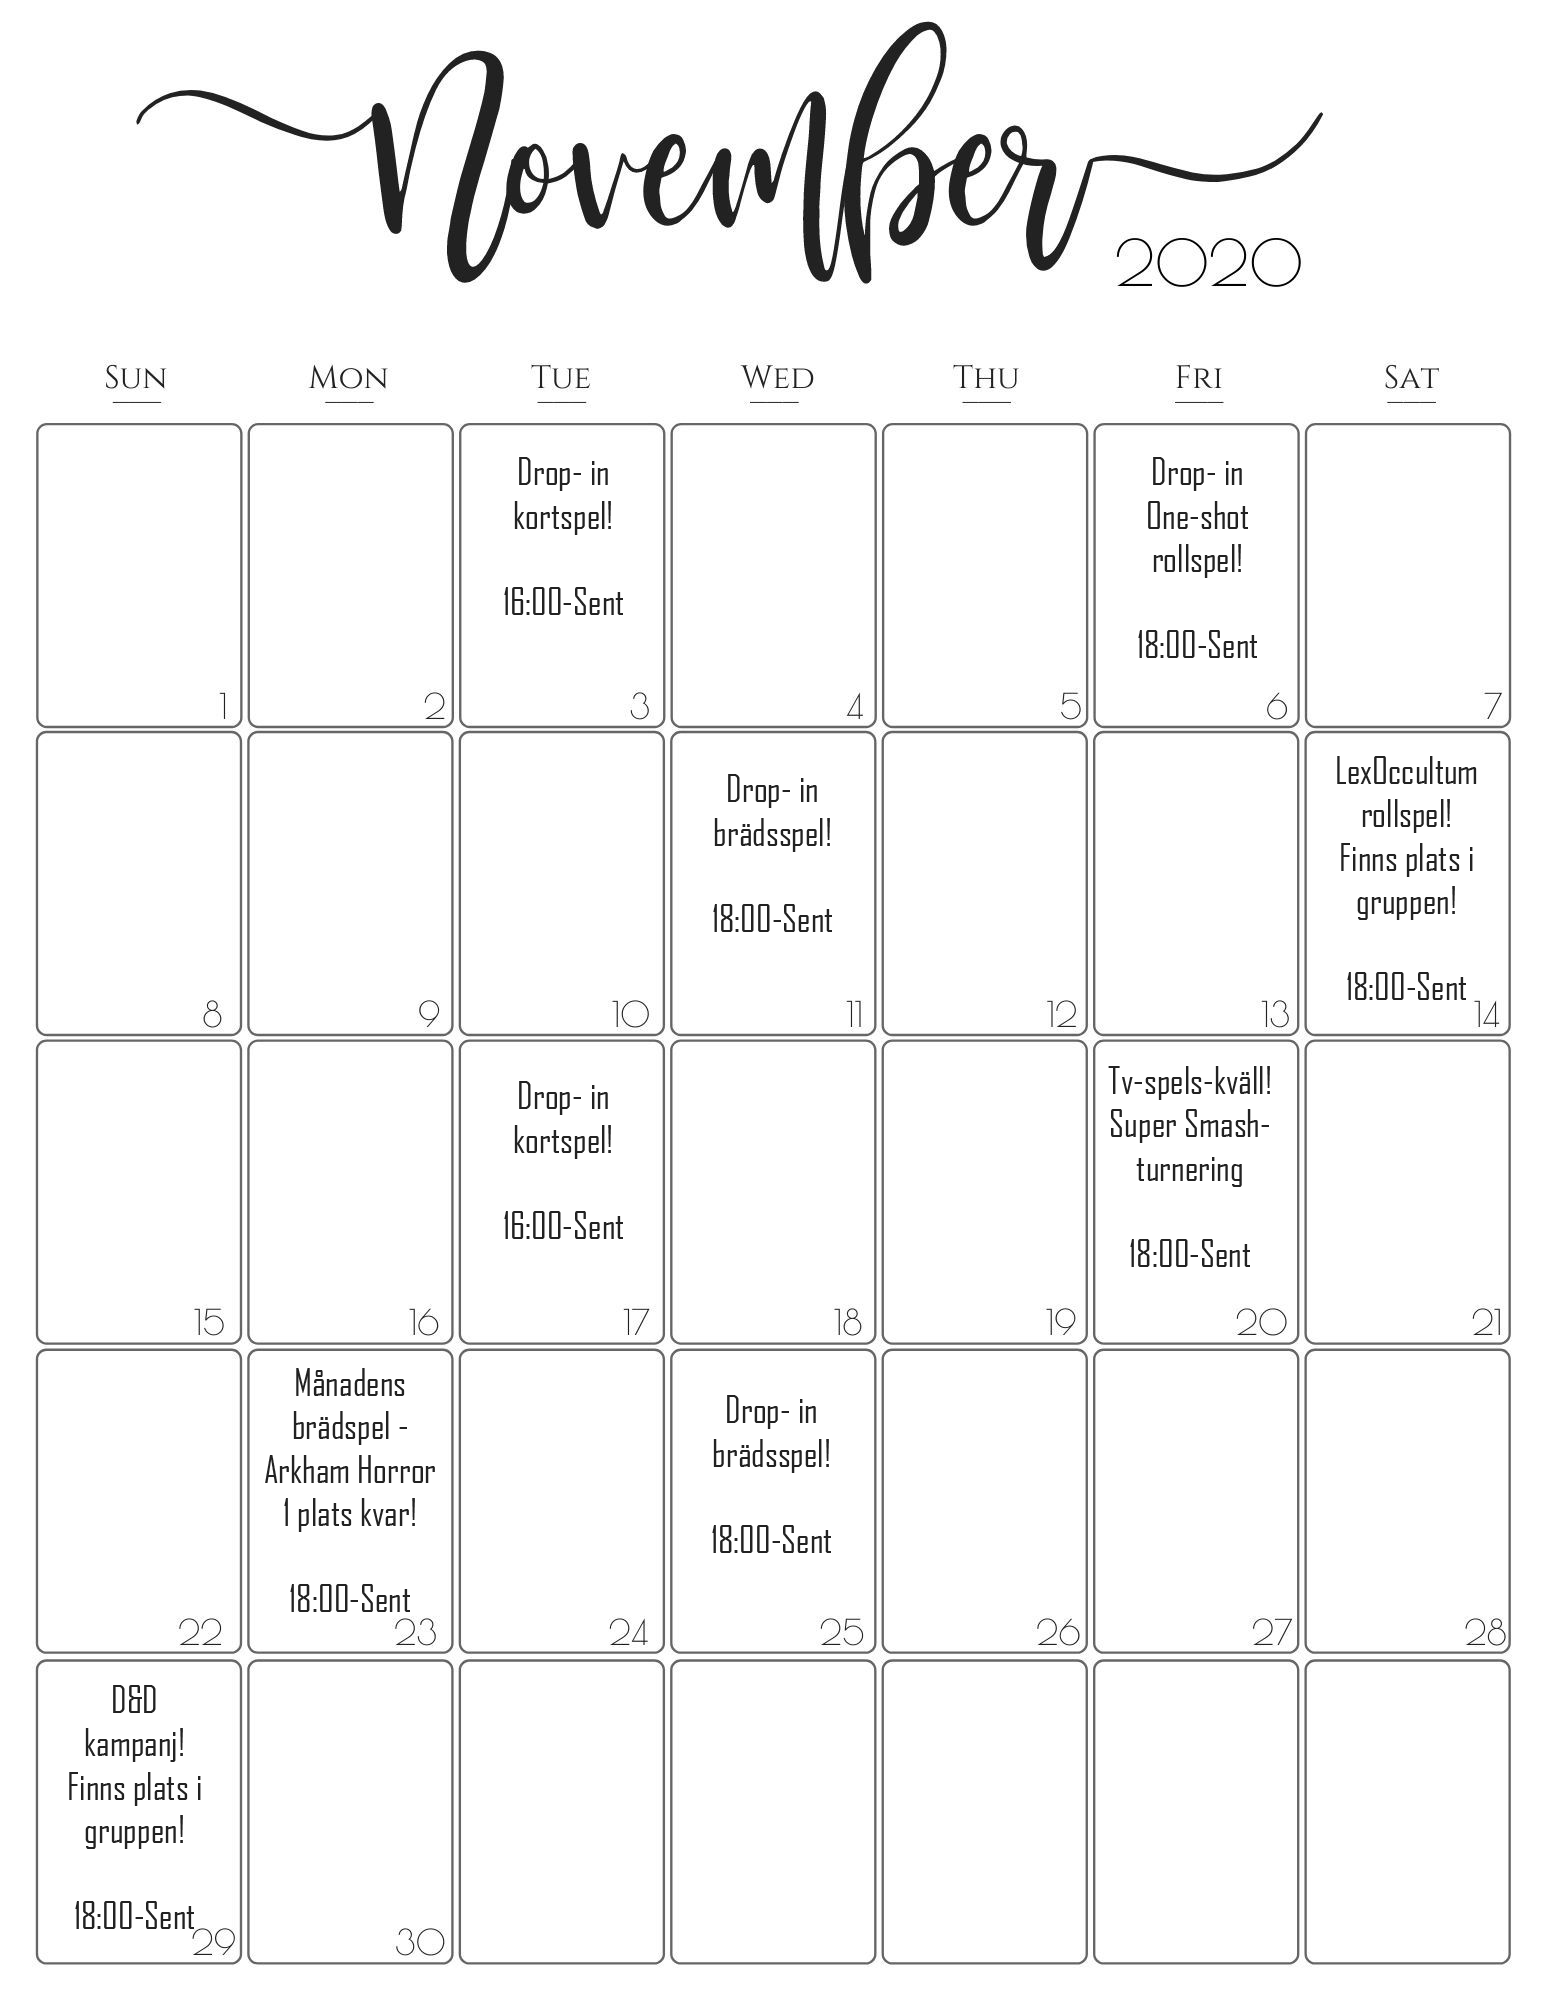 November
2020
Sun Mon Tue Wed Thu Fri Sat
Drop- in
kortspel!
16:00-Sent
Drop- in
One-shot
rollspel!
18:00-Sent
1 2 3 4 5 6 7
Drop- in
brädsspel!
18:00-Sent
LexOccultum
rollspel!
Finns plats i
gruppen!
18:00-Sent
8 9 10 11 12 13 14
Drop- in
kortspel!
16:00-Sent
Tv-spels-kväll!
Super Smash-
turnering
18:00-Sent
15 16 17 18 19 20 21
Månadens
brädspel -
Arkham Horror
1 plats kvar!
18:00-Sent
Drop- in
brädsspel!
18:00-Sent
22 23 24 25 26 27 28
D&D
kampanj!
Finns plats i
gruppen!
18:00-Sent
29 30